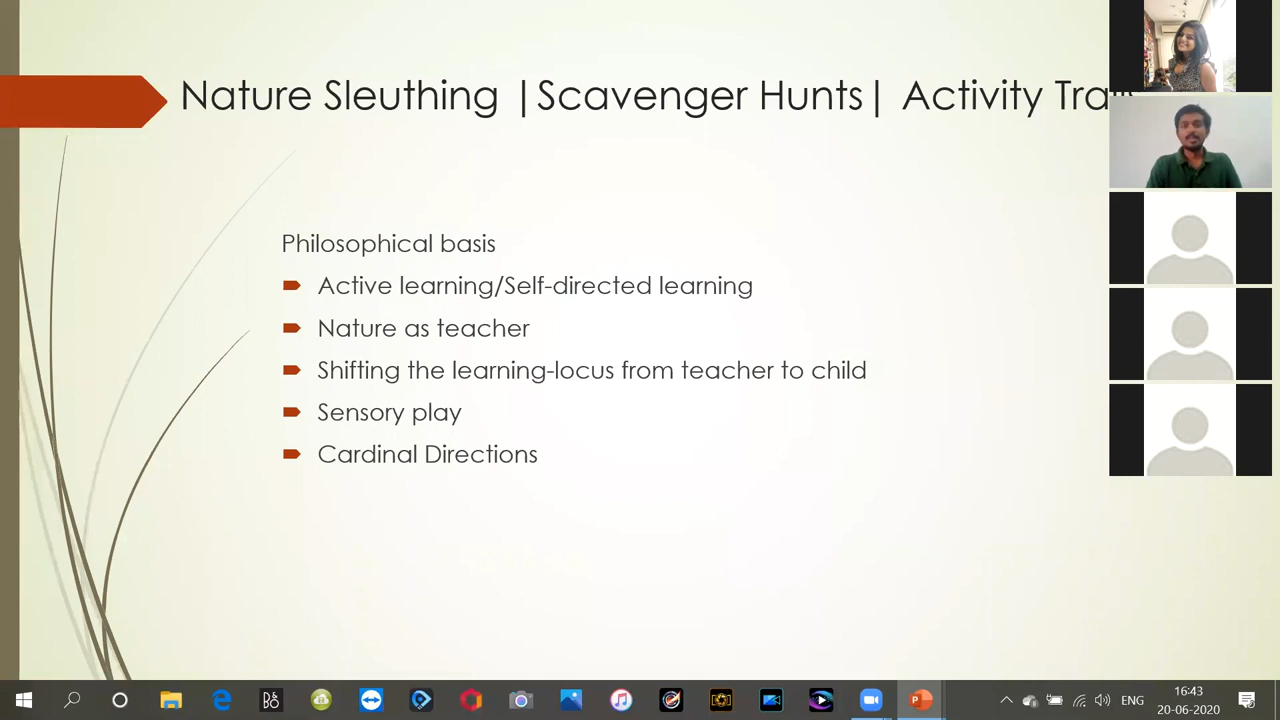 Nature Sleuthing |Scavenger Hunts| Activity
Philosophical basis
Active learning/Self-directed learning
Nature as teacher
Shifting the learning-locus from teacher to child
Sensory play
Cardinal Directions
B&O
ENG
16:43
20-06-2020